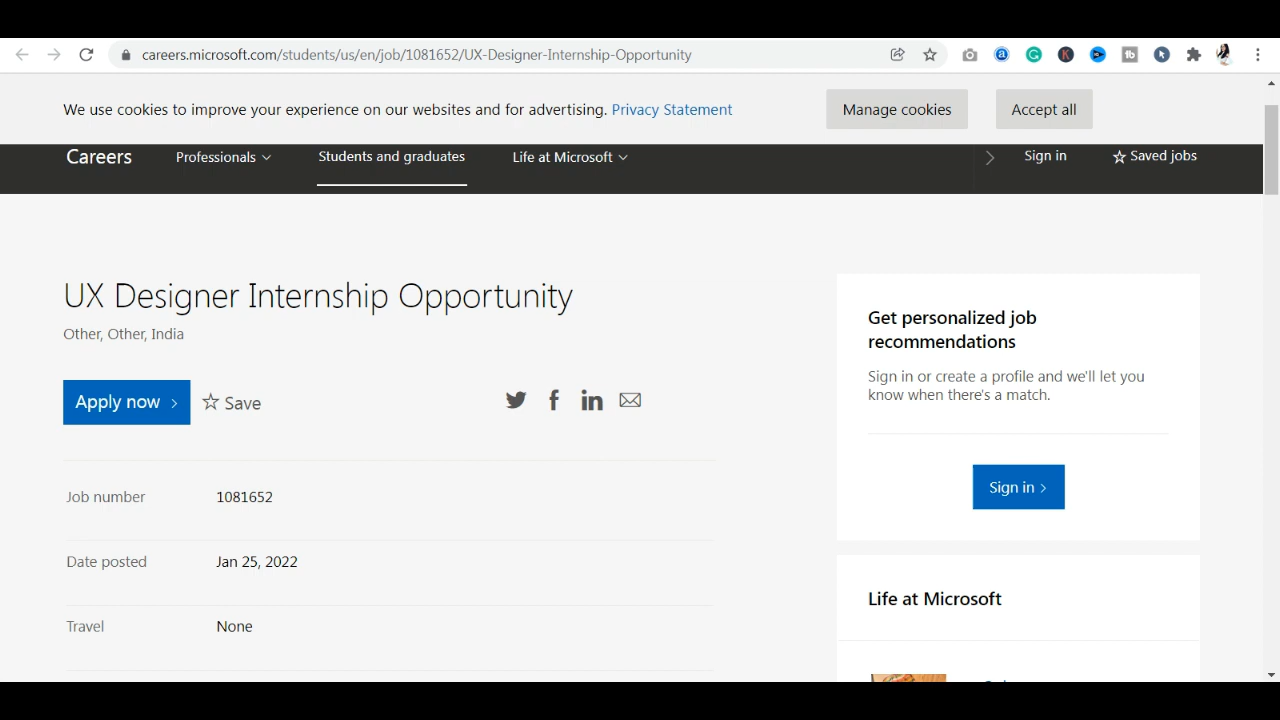 careers.microsoft.com/students/us/en/job/1081652/UX-Designer-Internship-Opportunity
We use cookies to improve your experience on our websites and for advertising. Privacy Statement
Manage cookies
Accept all
Careers
Professionals
Students and graduates
Life at Microsoft
Sign in
Saved jobs
UX Designer Internship Opportunity
Other, Other, India
Apply now
Save
Job number 1081652
Date posted Jan 25, 2022
Travel None
Get personalized job
recommendations
Sign in or create a profile and we'll let you
know when there's a match.
Sign in
Life at Microsoft